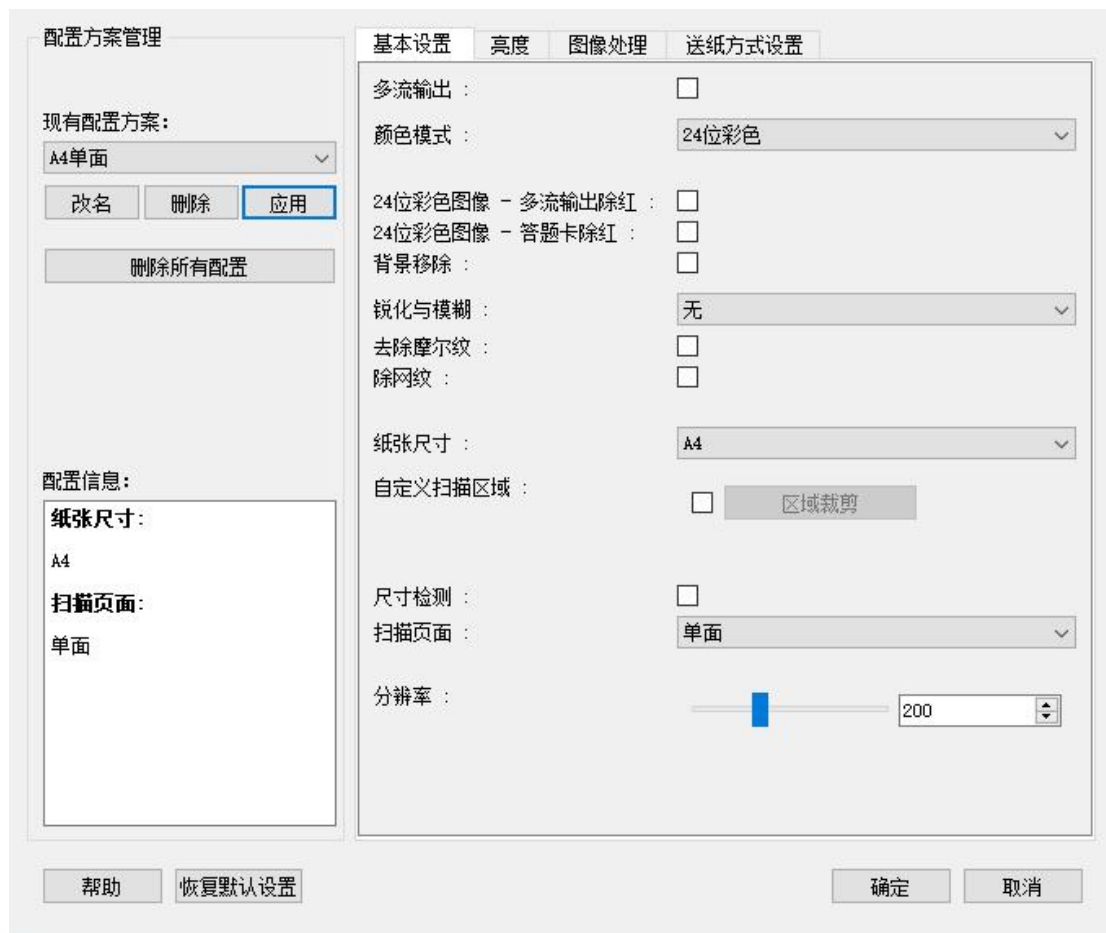 配置方案管理
现有配置方案:
A4单面
改名 删除 应用
删除所有配置
配置信息:
纸张尺寸:
A4
扫描页面:
单面
基本设置 亮度 图像处理 送纸方式设置
多流输出 :
颜色模式 : 24位彩色
24位彩色图像 - 多流输出除红 :
24位彩色图像 - 答题卡除红 :
背景移除 :
锐化与模糊 : 无
去除摩尔纹 :
除网纹 :
纸张尺寸 : A4
自定义扫描区域 : 区域裁剪
尺寸检测 :
扫描页面 : 单面
分辨率 : 200
帮助 恢复默认设置 确定 取消